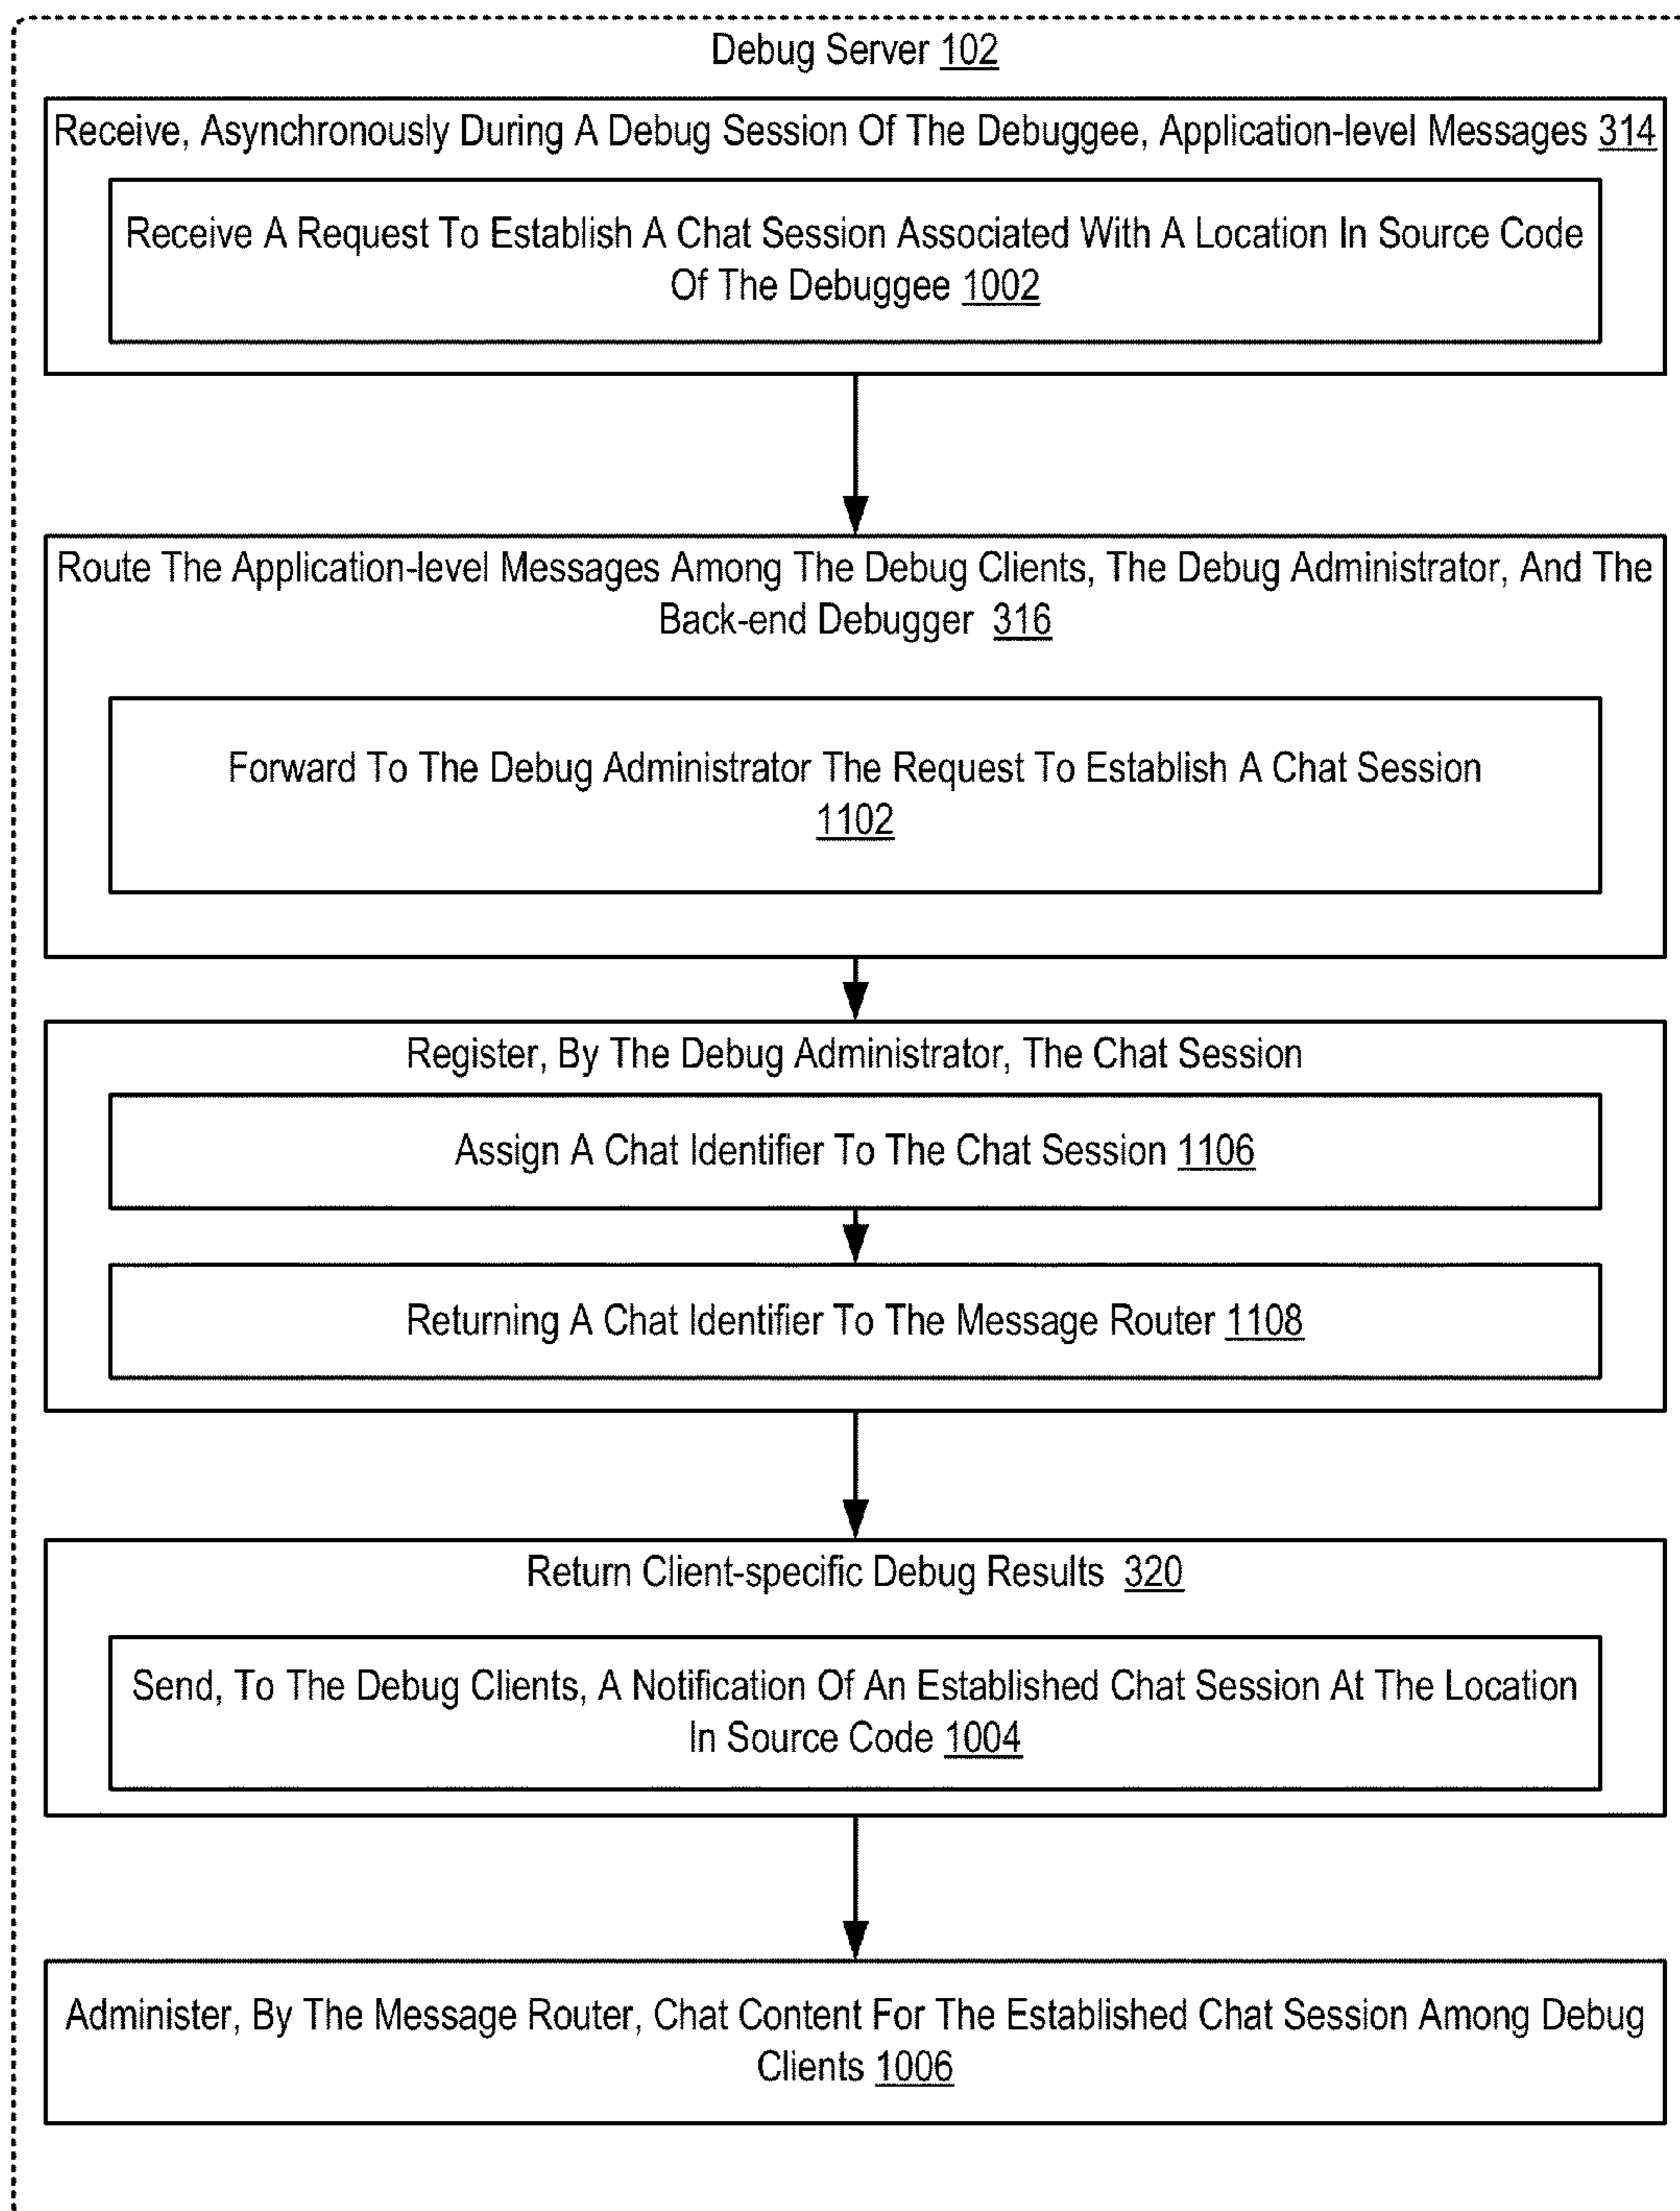 Debug Server 102
Receive, Asynchronously During A Debug Session Of The Debuggee, Application-level Messages 314
Receive A Request To Establish A Chat Session Associated With A Location In Source Code
Of The Debuggee 1002
Route The Application-level Messages Among The Debug Clients, The Debug Administrator, And The
Back-end Debugger 316
Forward To The Debug Administrator The Request To Establish A Chat Session
1102
Register, By The Debug Administrator, The Chat Session
Assign A Chat Identifier To The Chat Session 1106
Returning A Chat Identifier To The Message Router 1108
Return Client-specific Debug Results 320
Send, To The Debug Clients, A Notification Of An Established Chat Session At The Location
In Source Code 1004
Administer, By The Message Router, Chat Content For The Established Chat Session Among Debug
Clients 1006